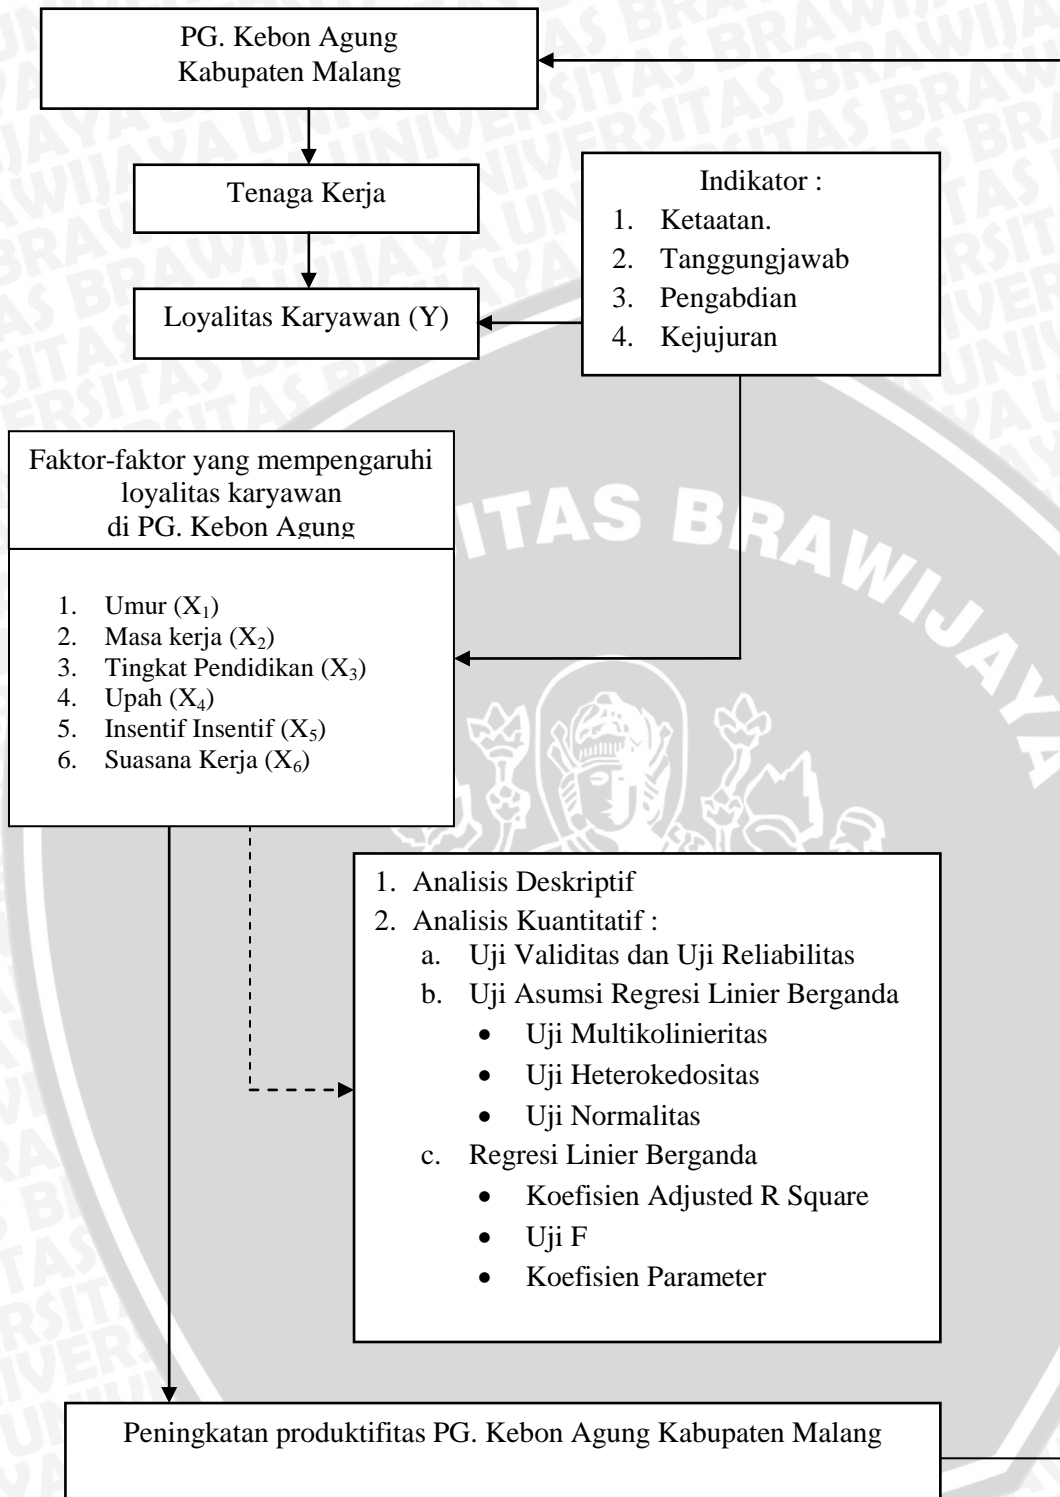 PG. Kebon Agung
Kabupaten Malang
Tenaga Kerja
Indikator :
1. Ketaatan.
2. Tanggungjawab
3. Pengabdian
4. Kejujuran
Loyalitas Karyawan (Y)
Faktor-faktor yang mempengaruhi
loyalitas karyawan
di PG. Kebon Agung
1. Umur (X₁)
2. Masa kerja (X₂)
3. Tingkat Pendidikan (X₃)
4. Upah (X₄)
5. Insentif Insentif (X₅)
6. Suasana Kerja (X₆)
ITAS BRAWIJAYA
1. Analisis Deskriptif
2. Analisis Kuantitatif :
a. Uji Validitas dan Uji Reliabilitas
b. Uji Asumsi Regresi Linier Berganda
• Uji Multikolinieritas
• Uji Heterokedositas
• Uji Normalitas
c. Regresi Linier Berganda
• Koefisien Adjusted R Square
• Uji F
• Koefisien Parameter
Peningkatan produktifitas PG. Kebon Agung Kabupaten Malang